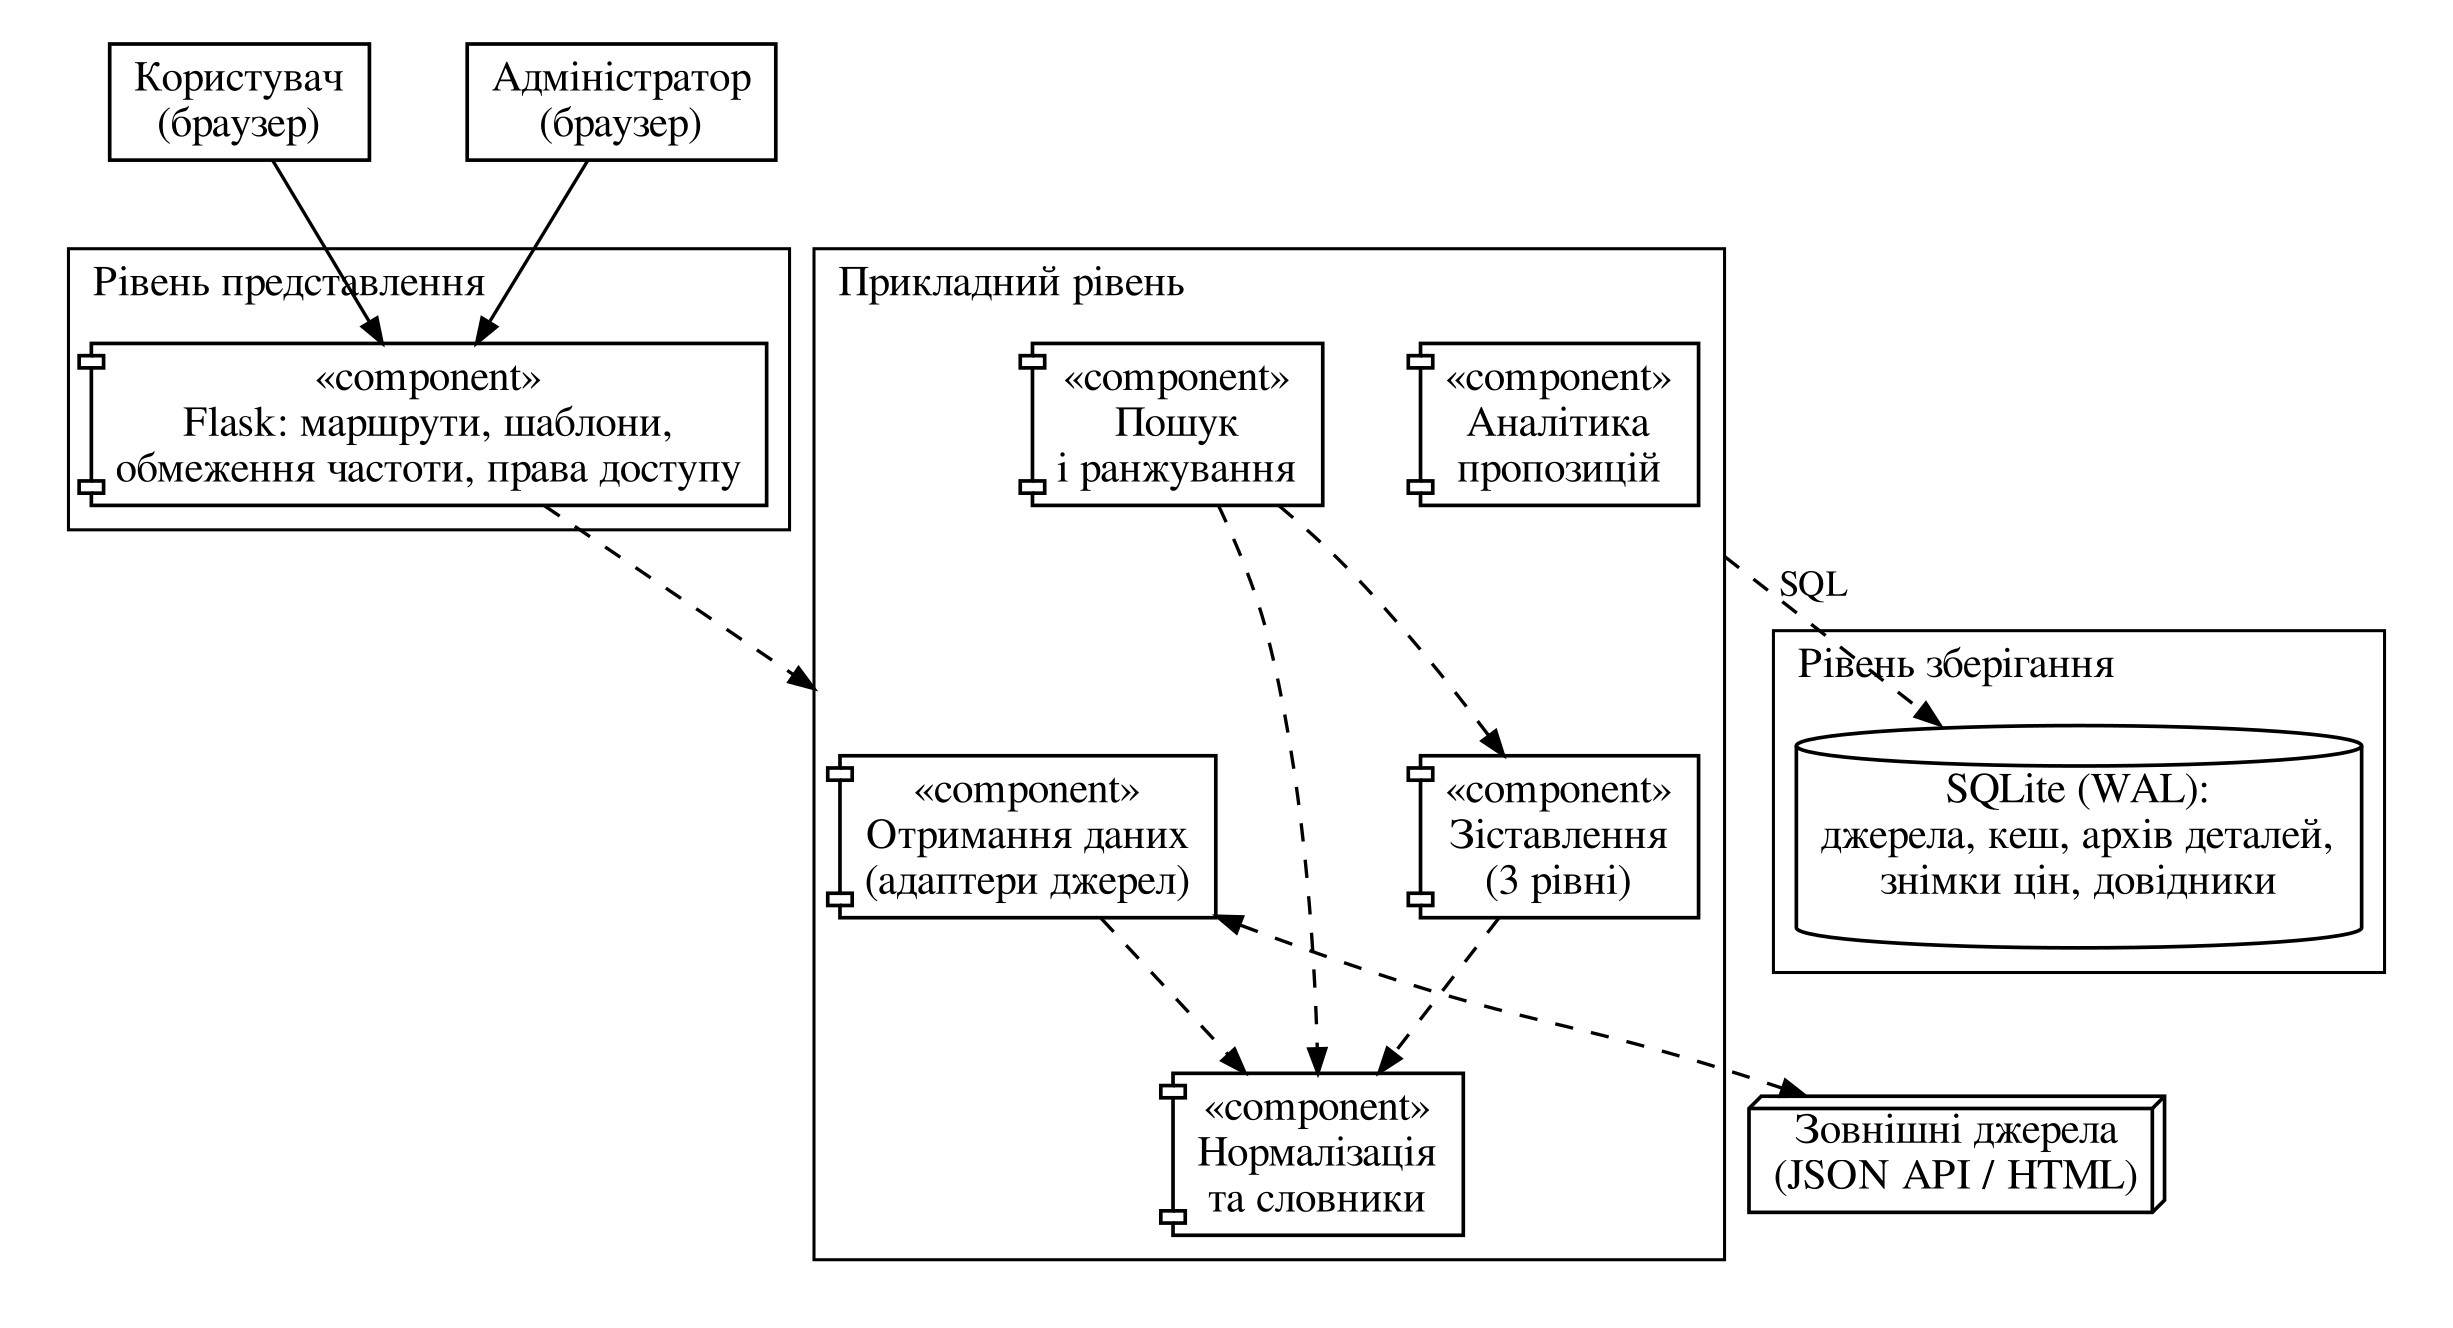 Користувач
(браузер)
Адміністратор
(браузер)
Рівень представлення
«component»
Flask: маршрути, шаблони,
обмеження частоти, права доступу
Прикладний рівень
«component»
Пошук
і ранжування
«component»
Аналітика
пропозицій
SQL
«component»
Отримання даних
(адаптери джерел)
«component»
Зіставлення
(3 рівні)
Рівень зберігання
SQLite (WAL):
джерела, кеш, архів деталей,
знімки цін, довідники
«component»
Нормалізація
та словники
Зовнішні джерела
(JSON API / HTML)